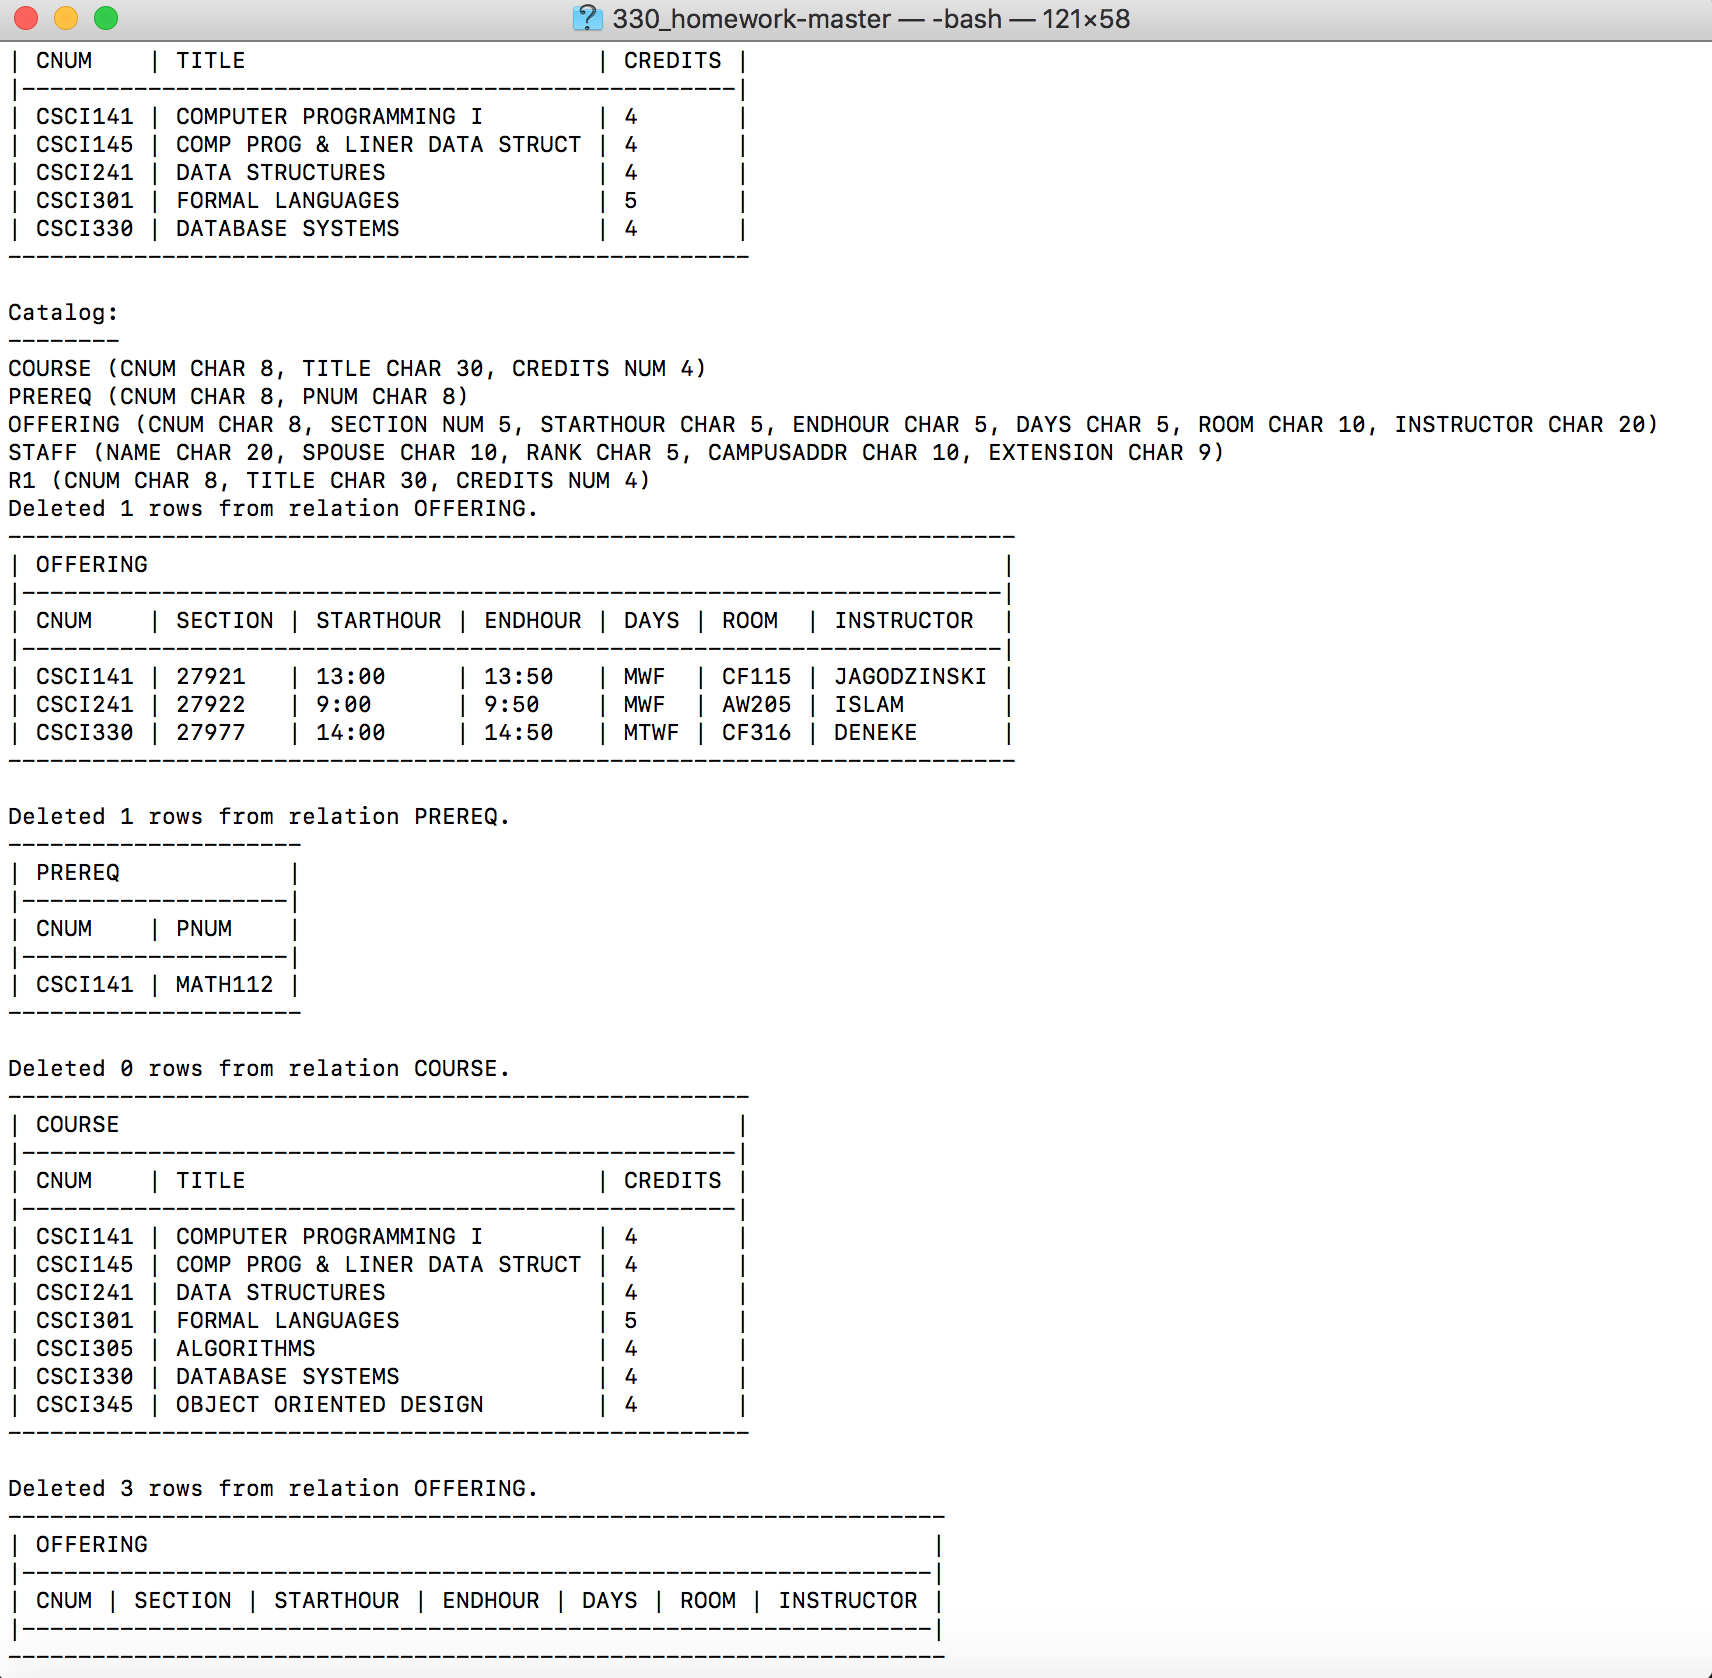 330_homework-master — -bash — 121×58
| CNUM    | TITLE                         | CREDITS |
|---------------------------------------------------|
| CSCI141 | COMPUTER PROGRAMMING I        | 4       |
| CSCI145 | COMP PROG & LINER DATA STRUCT | 4       |
| CSCI241 | DATA STRUCTURES               | 4       |
| CSCI301 | FORMAL LANGUAGES              | 5       |
| CSCI330 | DATABASE SYSTEMS              | 4       |
-----------------------------------------------------
Catalog:
--------
COURSE (CNUM CHAR 8, TITLE CHAR 30, CREDITS NUM 4)
PREREQ (CNUM CHAR 8, PNUM CHAR 8)
OFFERING (CNUM CHAR 8, SECTION NUM 5, STARTHOUR CHAR 5, ENDHOUR CHAR 5, DAYS CHAR 5, ROOM CHAR 10, INSTRUCTOR CHAR 20)
STAFF (NAME CHAR 20, SPOUSE CHAR 10, RANK CHAR 5, CAMPUSADDR CHAR 10, EXTENSION CHAR 9)
R1 (CNUM CHAR 8, TITLE CHAR 30, CREDITS NUM 4)
Deleted 1 rows from relation OFFERING.
------------------------------------------------------------------------
| OFFERING                                                             |
|----------------------------------------------------------------------|
| CNUM    | SECTION | STARTHOUR | ENDHOUR | DAYS | ROOM  | INSTRUCTOR  |
|----------------------------------------------------------------------|
| CSCI141 | 27921   | 13:00     | 13:50   | MWF  | CF115 | JAGODZINSKI |
| CSCI241 | 27922   | 9:00      | 9:50    | MWF  | AW205 | ISLAM       |
| CSCI330 | 27977   | 14:00     | 14:50   | MTWF | CF316 | DENEKE      |
------------------------------------------------------------------------
Deleted 1 rows from relation PREREQ.
---------------------
| PREREQ            |
|-------------------|
| CNUM    | PNUM    |
|-------------------|
| CSCI141 | MATH112 |
---------------------
Deleted 0 rows from relation COURSE.
-----------------------------------------------------
| COURSE                                            |
|---------------------------------------------------|
| CNUM    | TITLE                         | CREDITS |
|---------------------------------------------------|
| CSCI141 | COMPUTER PROGRAMMING I        | 4       |
| CSCI145 | COMP PROG & LINER DATA STRUCT | 4       |
| CSCI241 | DATA STRUCTURES               | 4       |
| CSCI301 | FORMAL LANGUAGES              | 5       |
| CSCI305 | ALGORITHMS                    | 4       |
| CSCI330 | DATABASE SYSTEMS              | 4       |
| CSCI345 | OBJECT ORIENTED DESIGN        | 4       |
-----------------------------------------------------
Deleted 3 rows from relation OFFERING.
-------------------------------------------------------------------
| OFFERING                                                        |
|-----------------------------------------------------------------|
| CNUM | SECTION | STARTHOUR | ENDHOUR | DAYS | ROOM | INSTRUCTOR |
|-----------------------------------------------------------------|
-------------------------------------------------------------------